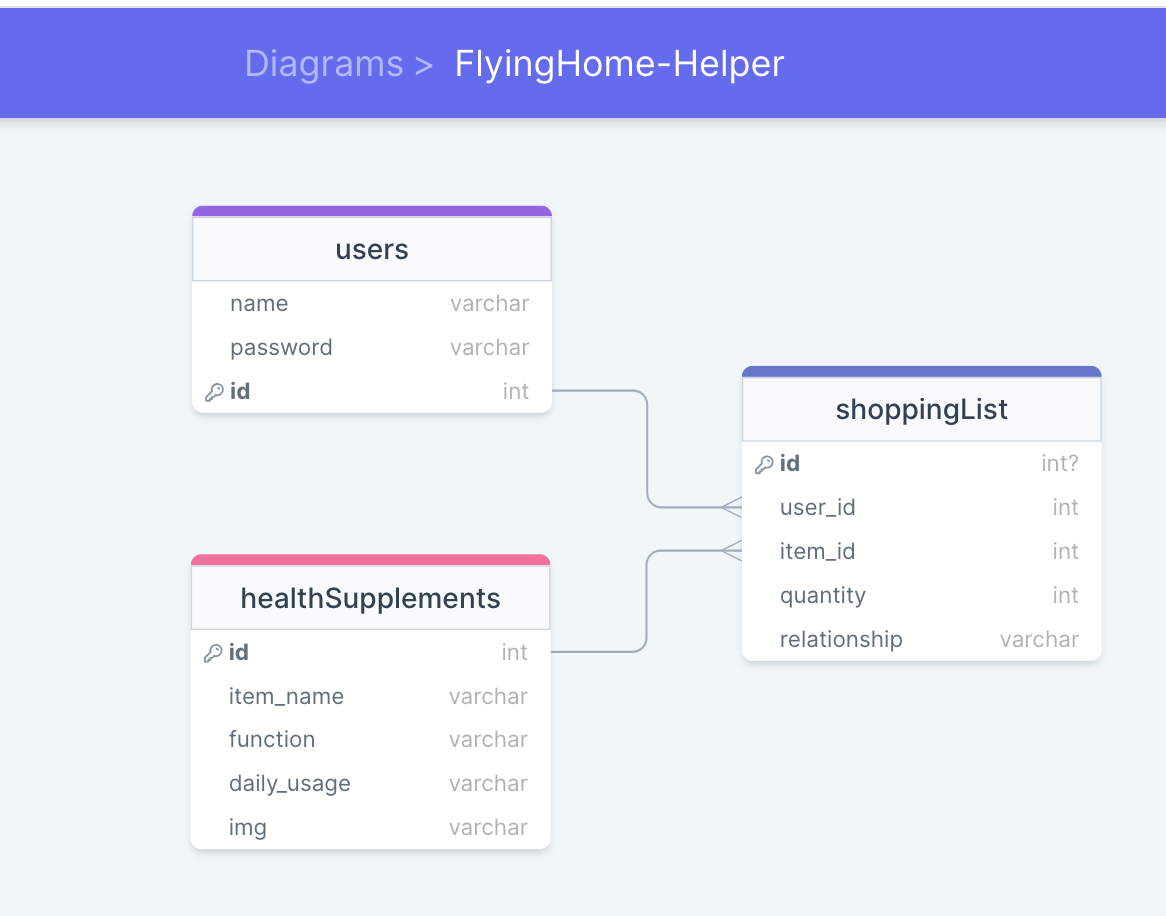 Diagrams > FlyingHome-Helper
users
name varchar
password varchar
id int
shoppingList
id int?
user_id int
item_id int
quantity int
relationship varchar
healthSupplements
id int
item_name varchar
function varchar
daily_usage varchar
img varchar